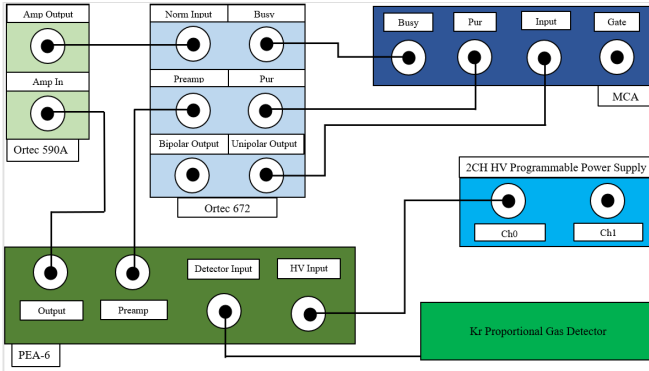 Amp Output
Norm Input
Busy
Busy
Pur
Input
Gate
Amp In
Preamp
Pur
MCA
Ortec 590A
Bipolar Output
Unipolar Output
2CH HV Programmable Power Supply
Ortec 672
Ch0
Ch1
Detector Input
HV Input
Output
Preamp
Kr Proportional Gas Detector
PEA-6